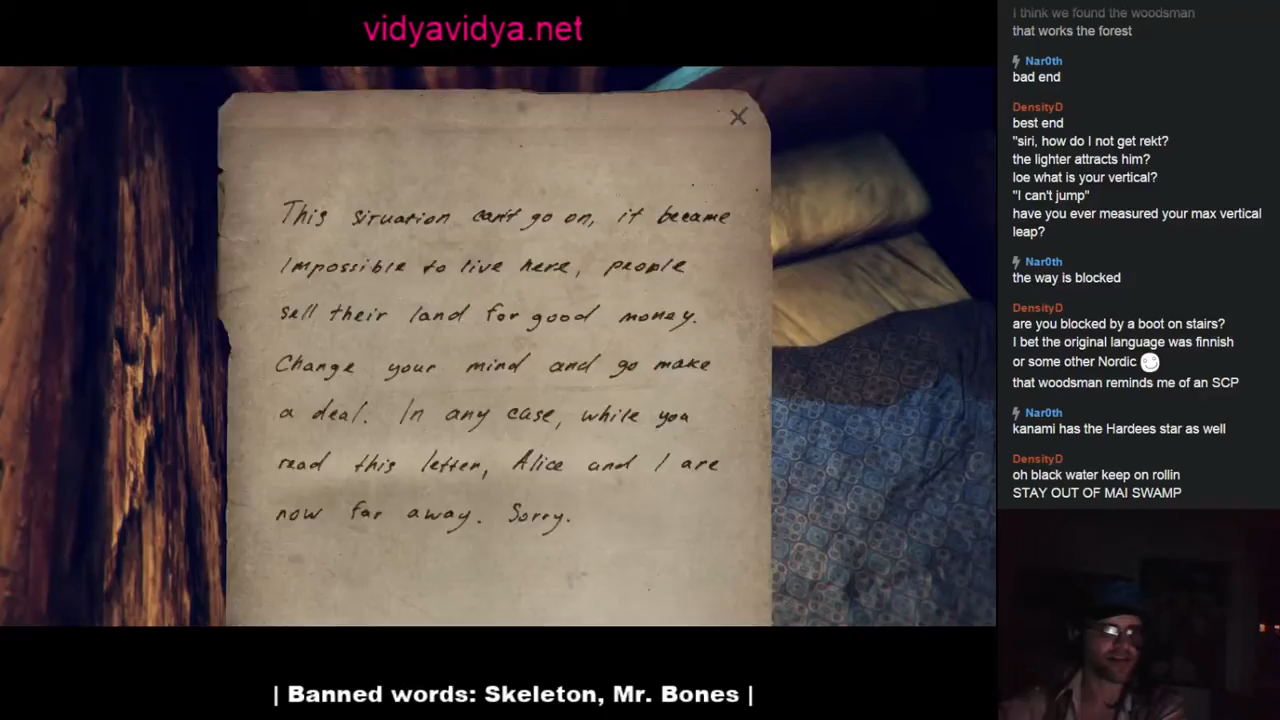 vidyavidya.net
This siruation can't go on, it became
impossible to live here, people
sell their land for good money.
Change your mind and go make
a deal. In any case, while you
read this letter, Alice and I are
now far away. Sorry.
| Banned words: Skeleton, Mr. Bones |
I think we found the woodsman
that works the forest
Nar0th
bad end
DensityD
best end
"siri, how do I not get rekt?
the lighter attracts him?
loe what is your vertical?
"I can't jump"
have you ever measured your max vertical
leap?
Nar0th
the way is blocked
DensityD
are you blocked by a boot on stairs?
I bet the original language was finnish
or some other Nordic
that woodsman reminds me of an SCP
Nar0th
kanami has the Hardees star as well
DensityD
oh black water keep on rollin
STAY OUT OF MAI SWAMP